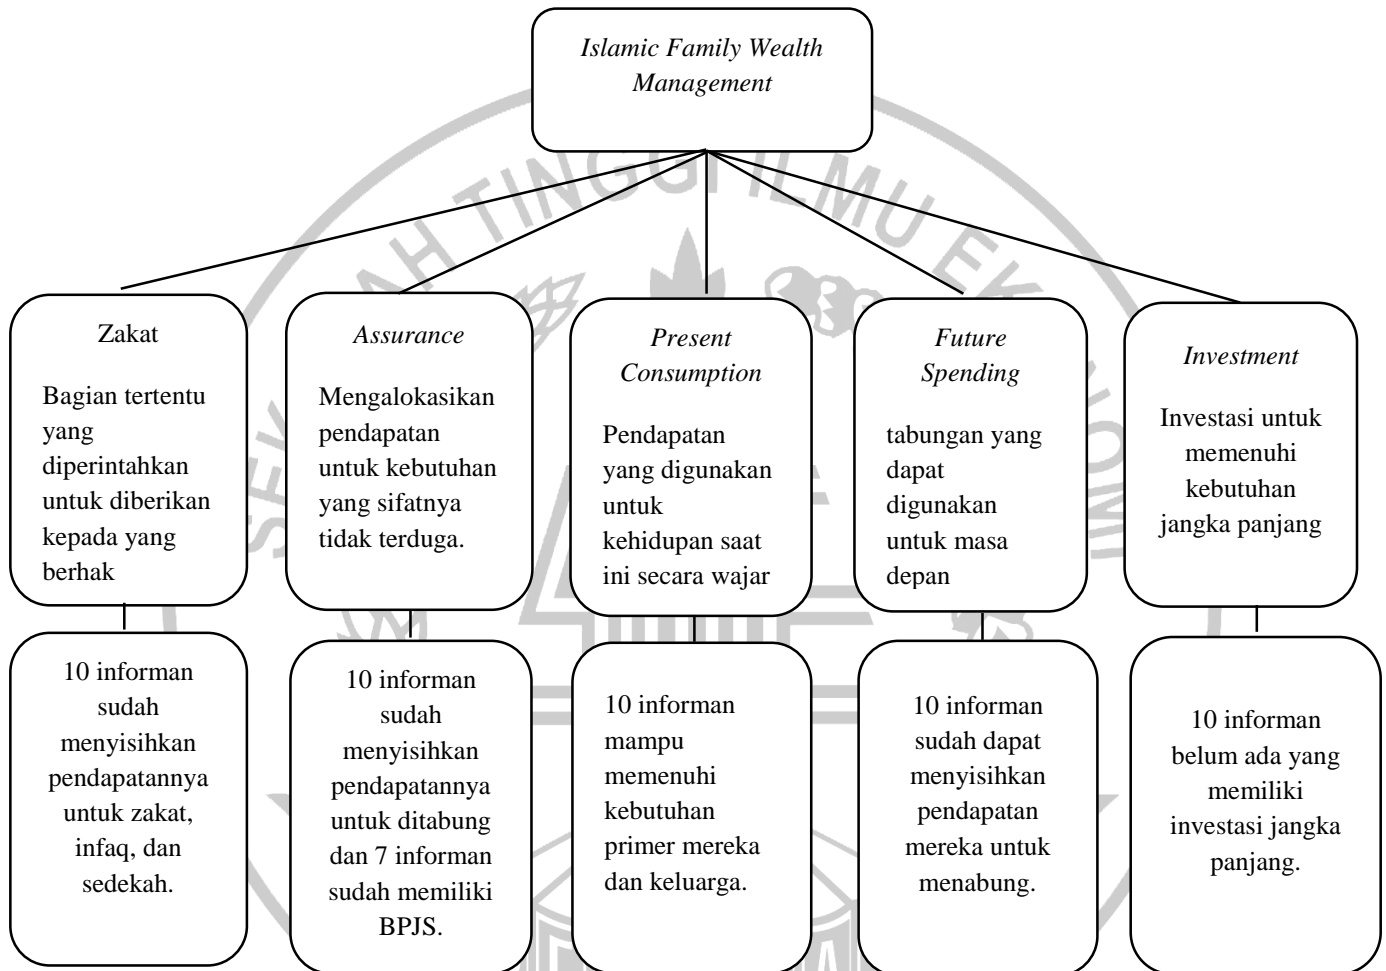 Islamic Family Wealth
Management
Zakat
Bagian tertentu
yang
diperintahkan
untuk diberikan
kepada yang
berhak
Assurance
Mengalokasikan
pendapatan
untuk kebutuhan
yang sifatnya
tidak terduga.
Present
Consumption
Pendapatan
yang digunakan
untuk
kehidupan saat
ini secara wajar
Future
Spending
tabungan yang
dapat
digunakan
untuk masa
depan
Investment
Investasi untuk
memenuhi
kebutuhan
jangka panjang
10 informan
sudah
menyisihkan
pendapatannya
untuk zakat,
infaq, dan
sedekah.
10 informan
sudah
menyisihkan
pendapatannya
untuk ditabung
dan 7 informan
sudah memiliki
BPJS.
10 informan
mampu
memenuhi
kebutuhan
primer mereka
dan keluarga.
10 informan
sudah dapat
menyisihkan
pendapatan
mereka untuk
menabung.
10 informan
belum ada yang
memiliki
investasi jangka
panjang.
TINGGI ILMU